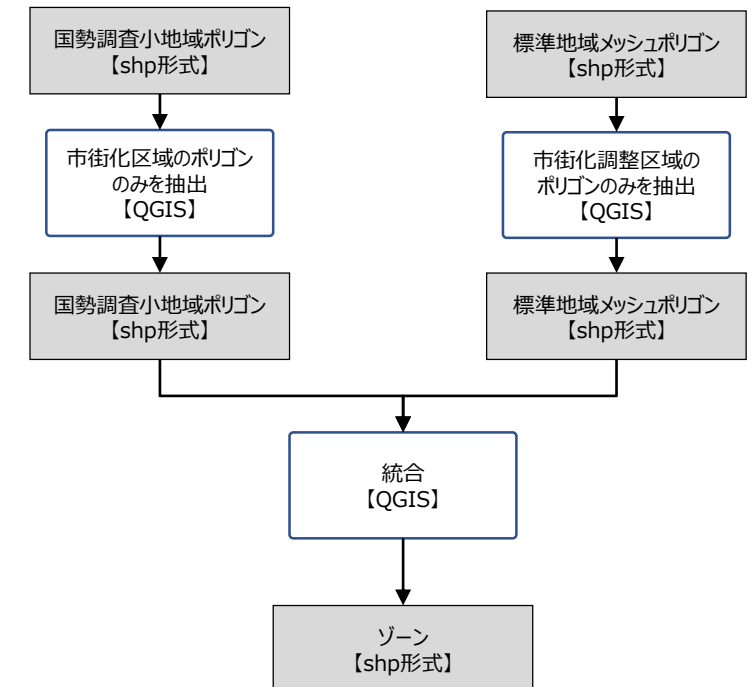 国勢調査小地域ポリゴン
【shp形式】
標準地域メッシュポリゴン
【shp形式】
市街化区域のポリゴン
のみを抽出
【QGIS】
市街化調整区域の
ポリゴンのみを抽出
【QGIS】
国勢調査小地域ポリゴン
【shp形式】
標準地域メッシュポリゴン
【shp形式】
統合
【QGIS】
ゾーン
【shp形式】